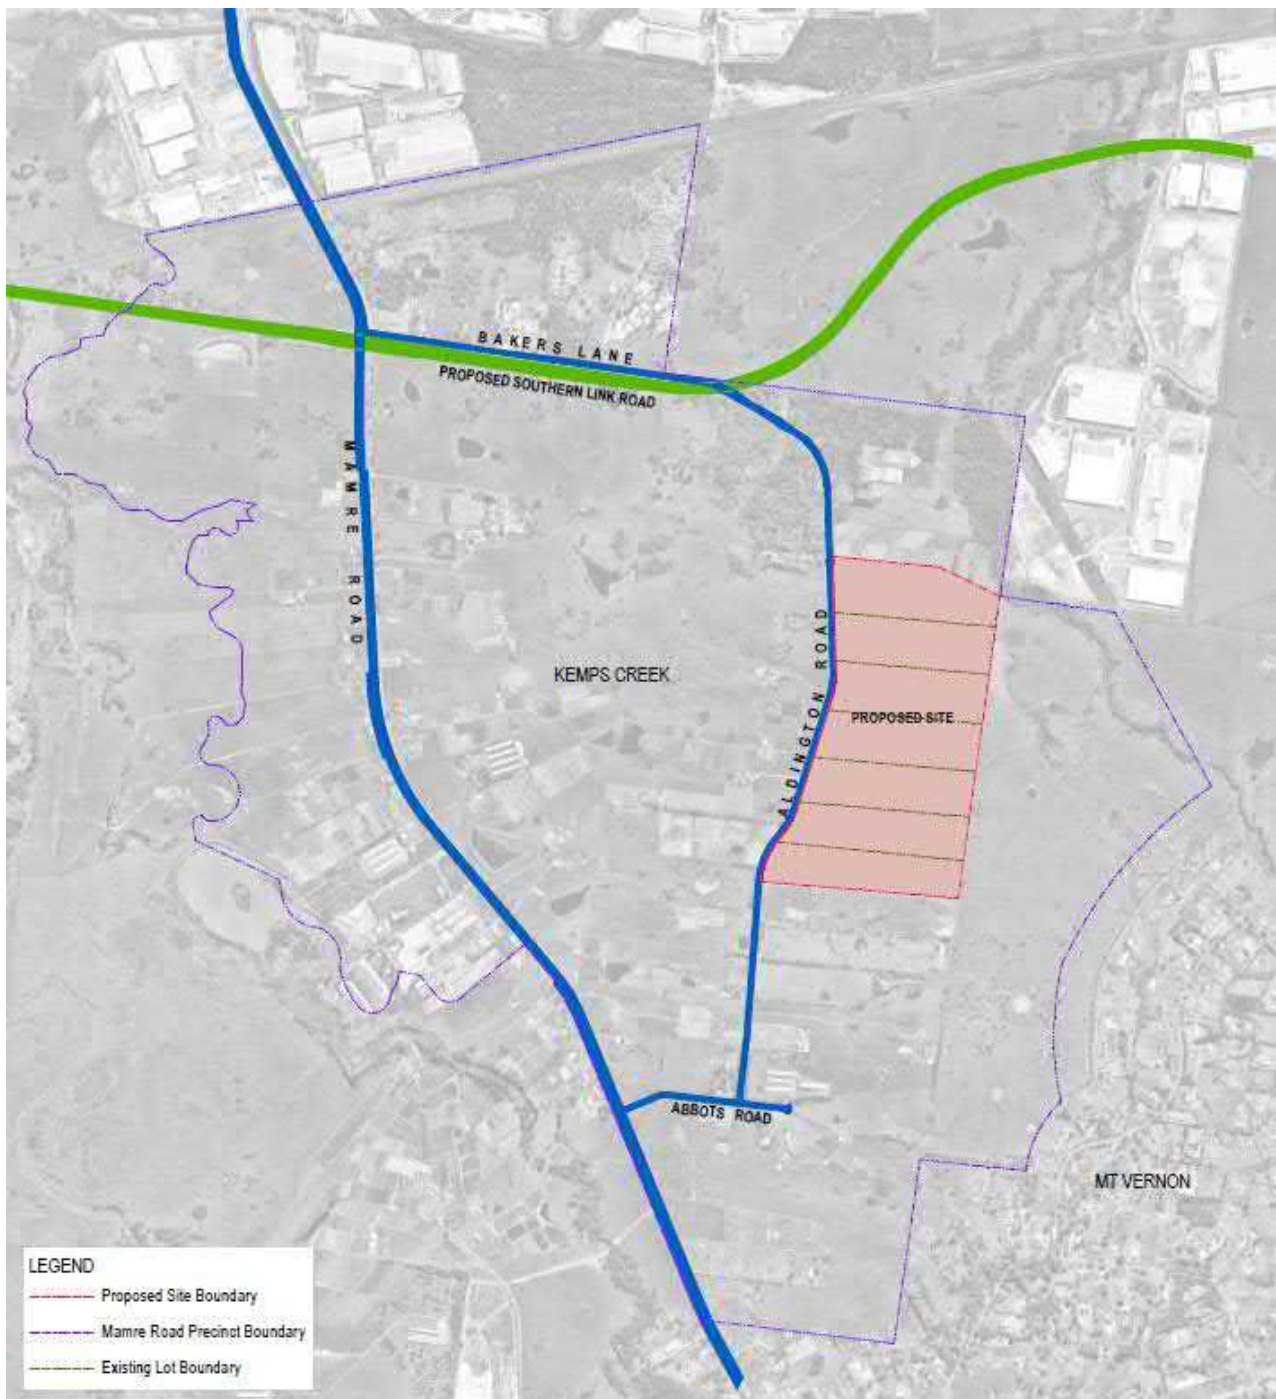 BAKERS LANE
PROPOSED SOUTHERN LINK ROAD
MAMRE ROAD
ALDINGTON ROAD
KEMPS CREEK
PROPOSED SITE
ABBOTS ROAD
MT VERNON
LEGEND
Proposed Site Boundary
Mamre Road Precinct Boundary
Existing Lot Boundary